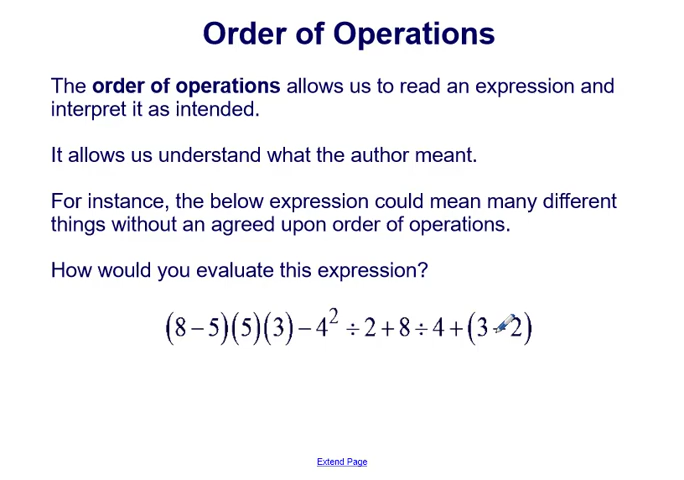 Order of Operations
The order of operations allows us to read an expression and
interpret it as intended.
It allows us understand what the author meant.
For instance, the below expression could mean many different
things without an agreed upon order of operations.
How would you evaluate this expression?
(8 − 5)(5)(3) − 4² ÷ 2 + 8 ÷ 4 + (3 2)
Extend Page